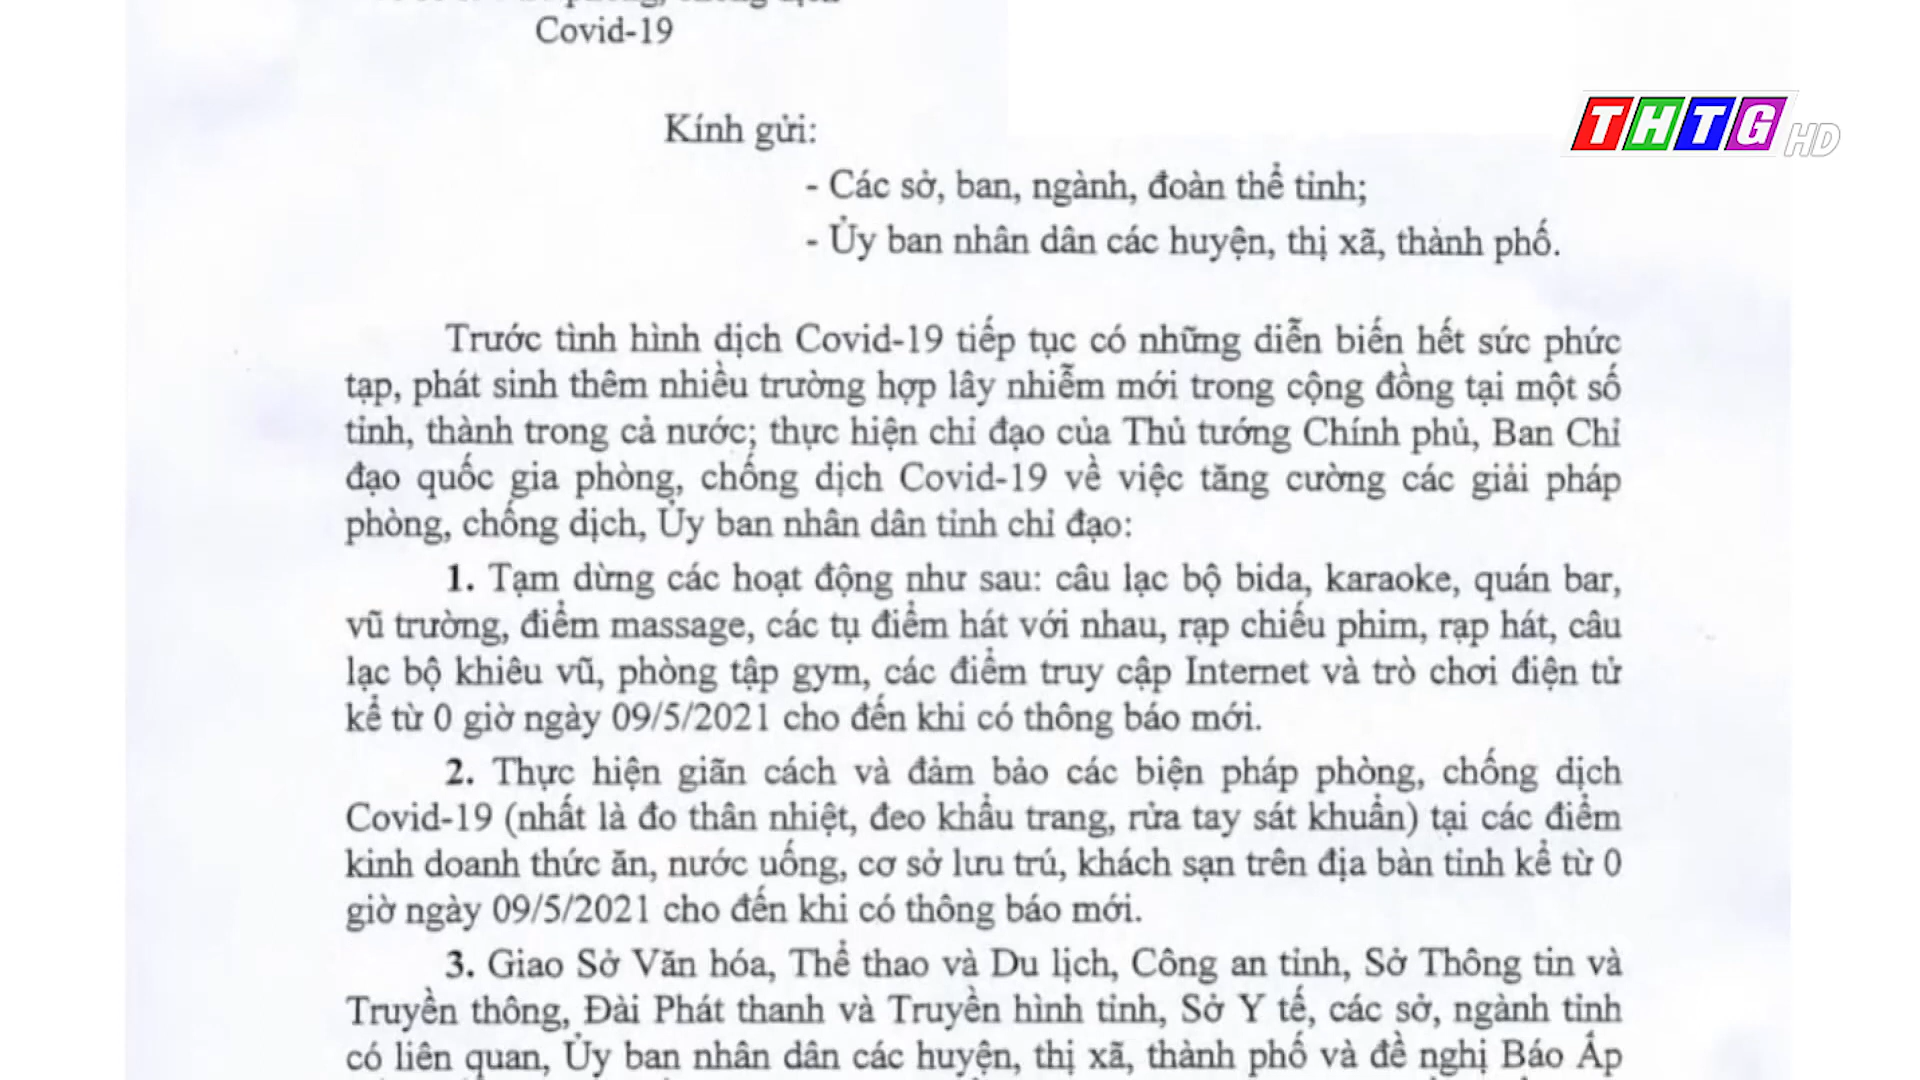 phòng, chống dịch
Covid-19
THTG HD
Kính gửi:
- Các sở, ban, ngành, đoàn thể tỉnh;
- Ủy ban nhân dân các huyện, thị xã, thành phố.
Trước tình hình dịch Covid-19 tiếp tục có những diễn biến hết sức phức
tạp, phát sinh thêm nhiều trường hợp lây nhiễm mới trong cộng đồng tại một số
tỉnh, thành trong cả nước; thực hiện chỉ đạo của Thủ tướng Chính phủ, Ban Chỉ
đạo quốc gia phòng, chống dịch Covid-19 về việc tăng cường các giải pháp
phòng, chống dịch, Ủy ban nhân dân tỉnh chỉ đạo:
1. Tạm dừng các hoạt động như sau: câu lạc bộ bida, karaoke, quán bar,
vũ trường, điểm massage, các tụ điểm hát với nhau, rạp chiếu phim, rạp hát, câu
lạc bộ khiêu vũ, phòng tập gym, các điểm truy cập Internet và trò chơi điện tử
kể từ 0 giờ ngày 09/5/2021 cho đến khi có thông báo mới.
2. Thực hiện giãn cách và đảm bảo các biện pháp phòng, chống dịch
Covid-19 (nhất là đo thân nhiệt, đeo khẩu trang, rửa tay sát khuẩn) tại các điểm
kinh doanh thức ăn, nước uống, cơ sở lưu trú, khách sạn trên địa bàn tỉnh kể từ 0
giờ ngày 09/5/2021 cho đến khi có thông báo mới.
3. Giao Sở Văn hóa, Thể thao và Du lịch, Công an tỉnh, Sở Thông tin và
Truyền thông, Đài Phát thanh và Truyền hình tỉnh, Sở Y tế, các sở, ngành tỉnh
có liên quan, Ủy ban nhân dân các huyện, thị xã, thành phố và đề nghị Báo Ấp